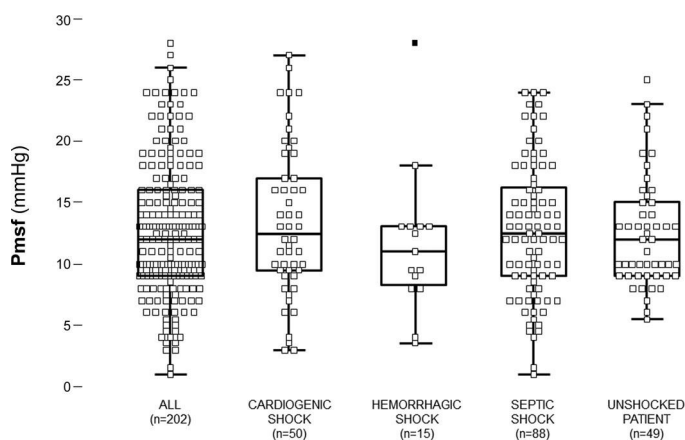 30
25
20
15
10
5
0
Pmsf (mmHg)
ALL
(n=202)
CARDIOGENIC
SHOCK
(n=50)
HEMORRHAGIC
SHOCK
(n=15)
SEPTIC
SHOCK
(n=88)
UNSHOCKED
PATIENT
(n=49)